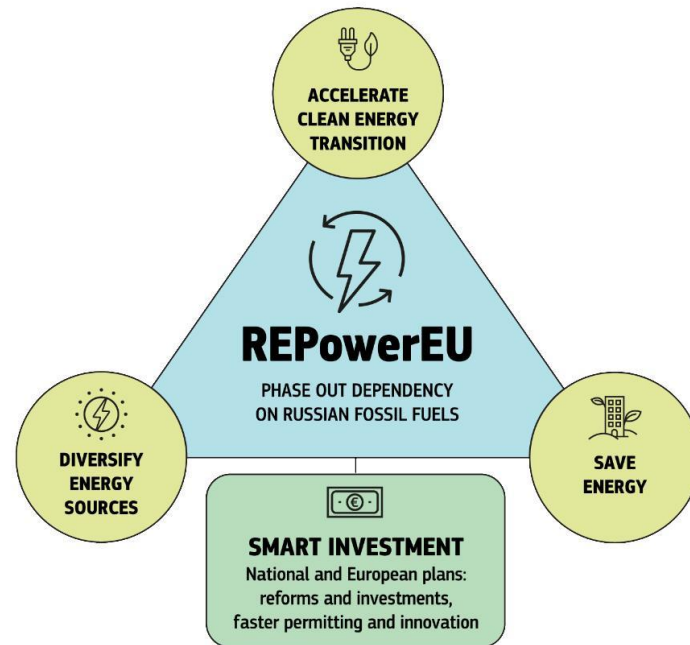 ACCELERATE
CLEAN ENERGY
TRANSITION
REPowerEU
PHASE OUT DEPENDENCY
ON RUSSIAN FOSSIL FUELS
DIVERSIFY
ENERGY
SOURCES
SAVE
ENERGY
€
SMART INVESTMENT
National and European plans:
reforms and investments,
faster permitting and innovation